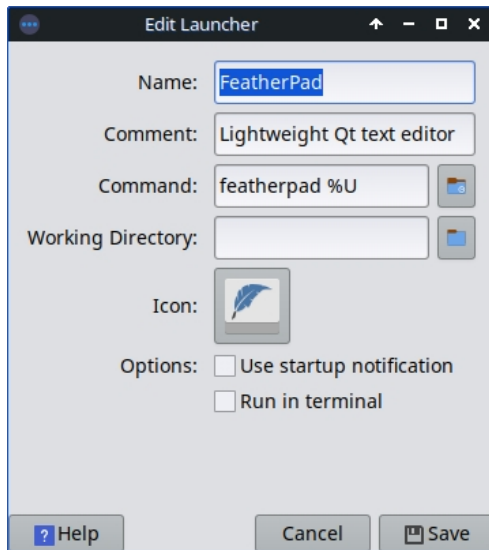 Edit Launcher
Name: FeatherPad
Comment: Lightweight Qt text editor
Command: featherpad %U
Working Directory:
Icon:
Options: Use startup notification
Run in terminal
? Help Cancel Save